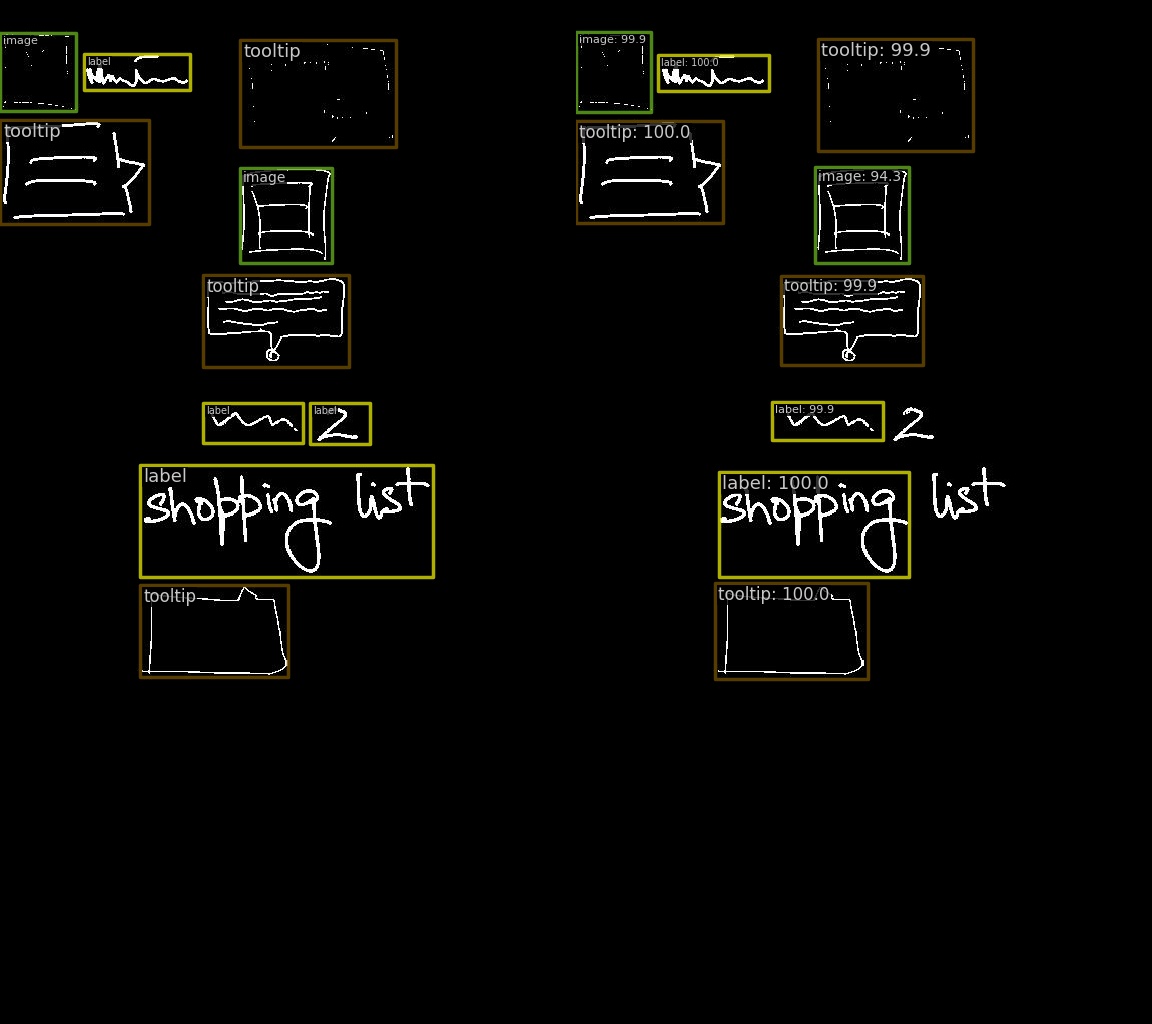 image
label
tooltip
tooltip
image
tooltip
label
label
2
label
shopping list
tooltip
image: 99.9
label: 100.0
tooltip: 99.9
tooltip: 100.0
image: 94.3
tooltip: 99.9
label: 99.9
2
label: 100.0
shopping list
tooltip: 100.0